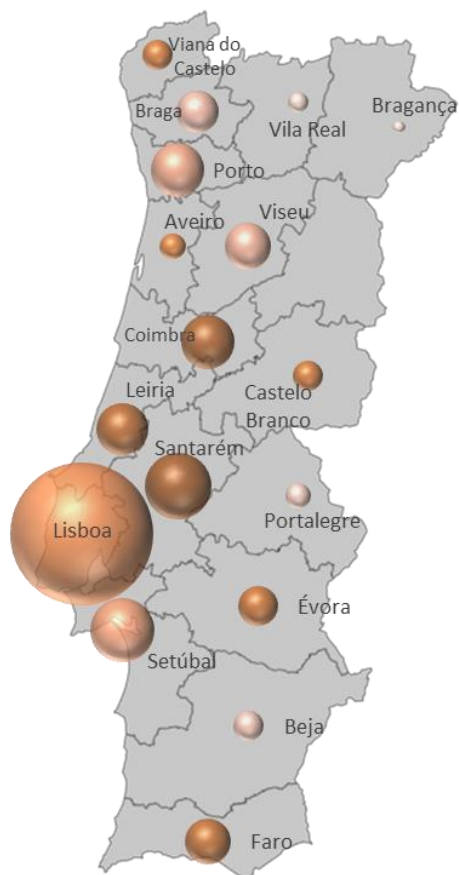 Viana do
Castelo
Braga
Vila Real
Bragança
Porto
Aveiro
Viseu
Coimbra
Leiria
Castelo
Branco
Santarém
Portalegre
Lisboa
Évora
Setúbal
Beja
Faro